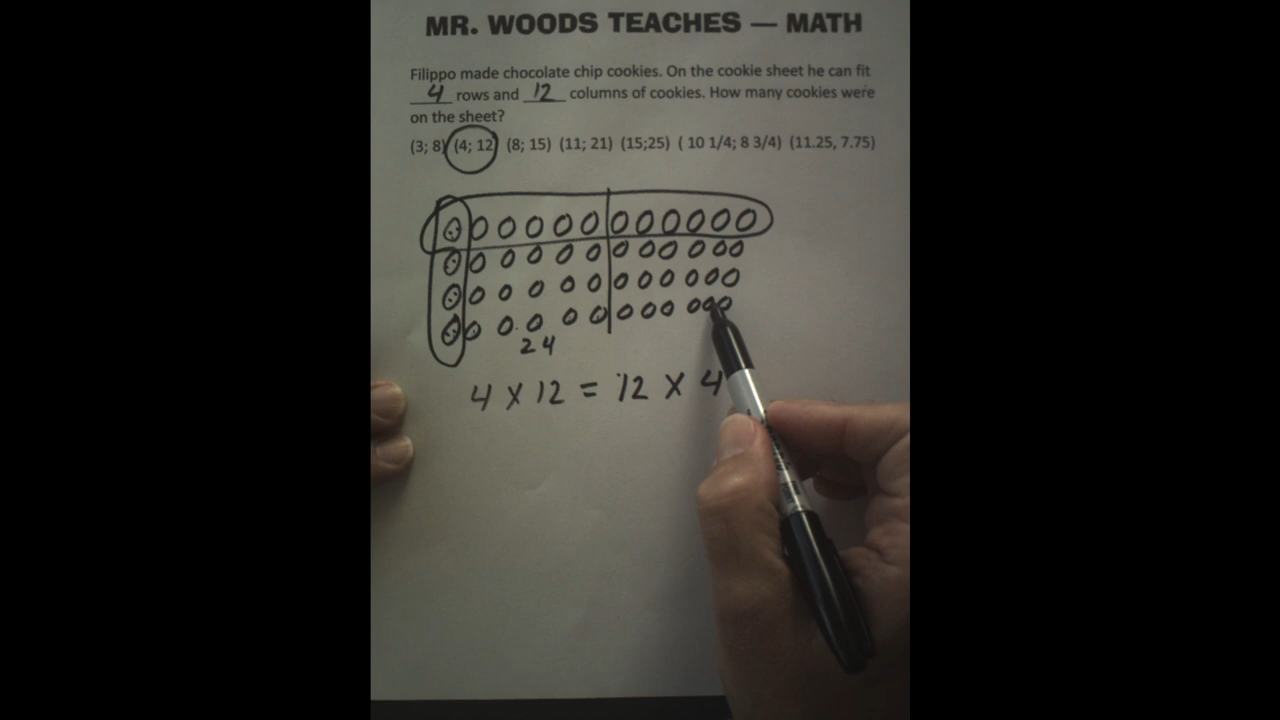 MR. WOODS TEACHES — MATH
Filippo made chocolate chip cookies. On the cookie sheet he can fit
4 rows and 12 columns of cookies. How many cookies were
on the sheet?
(3; 8) (4; 12) (8; 15) (11; 21) (15;25) ( 10 1/4; 8 3/4) (11.25, 7.75)
24
4 X 12 = 12 X 4